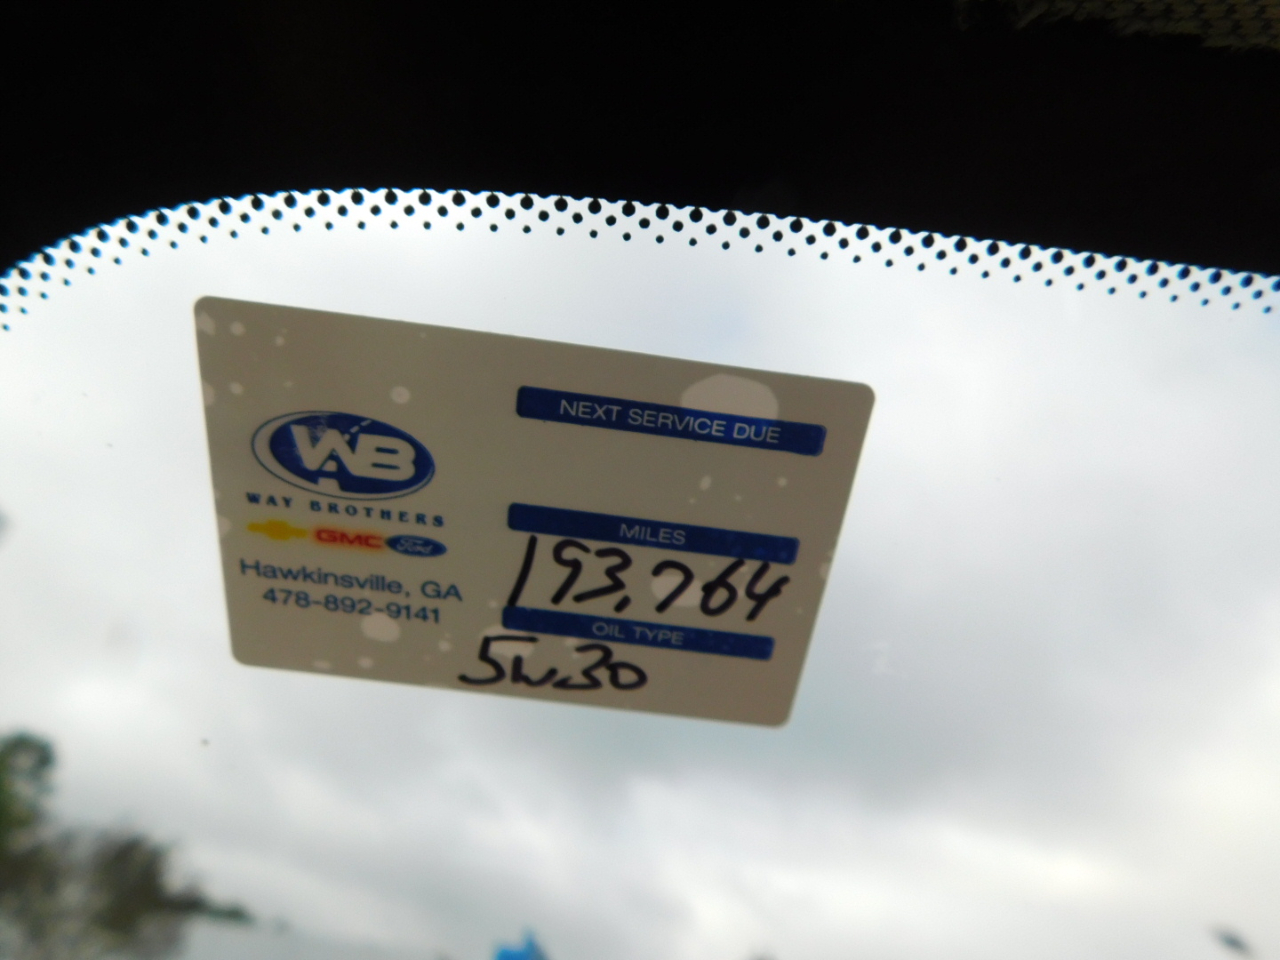 WB
WAY BROTHERS
GMC Ford
Hawkinsville, GA
478-892-9141
NEXT SERVICE DUE
MILES
193,764
OIL TYPE
5W30